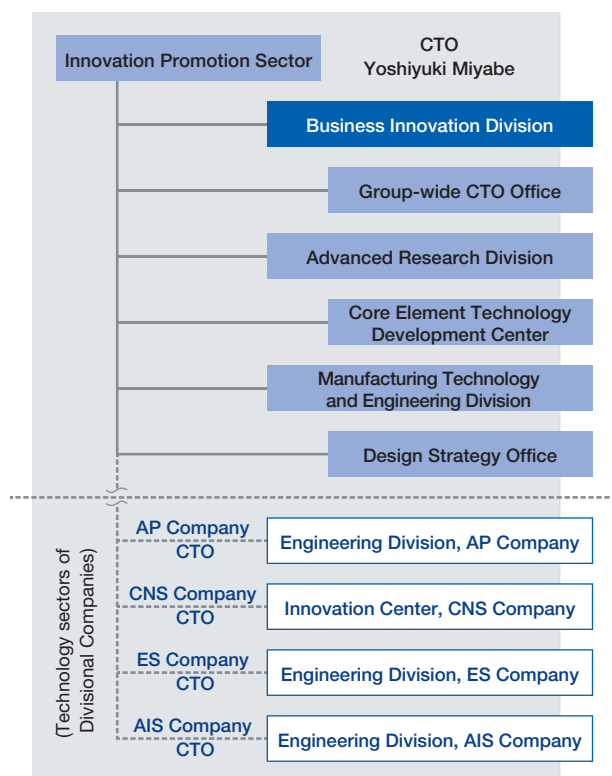 Innovation Promotion Sector
CTO
Yoshiyuki Miyabe
Business Innovation Division
Group-wide CTO Office
Advanced Research Division
Core Element Technology
Development Center
Manufacturing Technology
and Engineering Division
Design Strategy Office
(Technology sectors of
Divisional Companies)
AP Company
CTO
Engineering Division, AP Company
CNS Company
CTO
Innovation Center, CNS Company
ES Company
CTO
Engineering Division, ES Company
AIS Company
CTO
Engineering Division, AIS Company